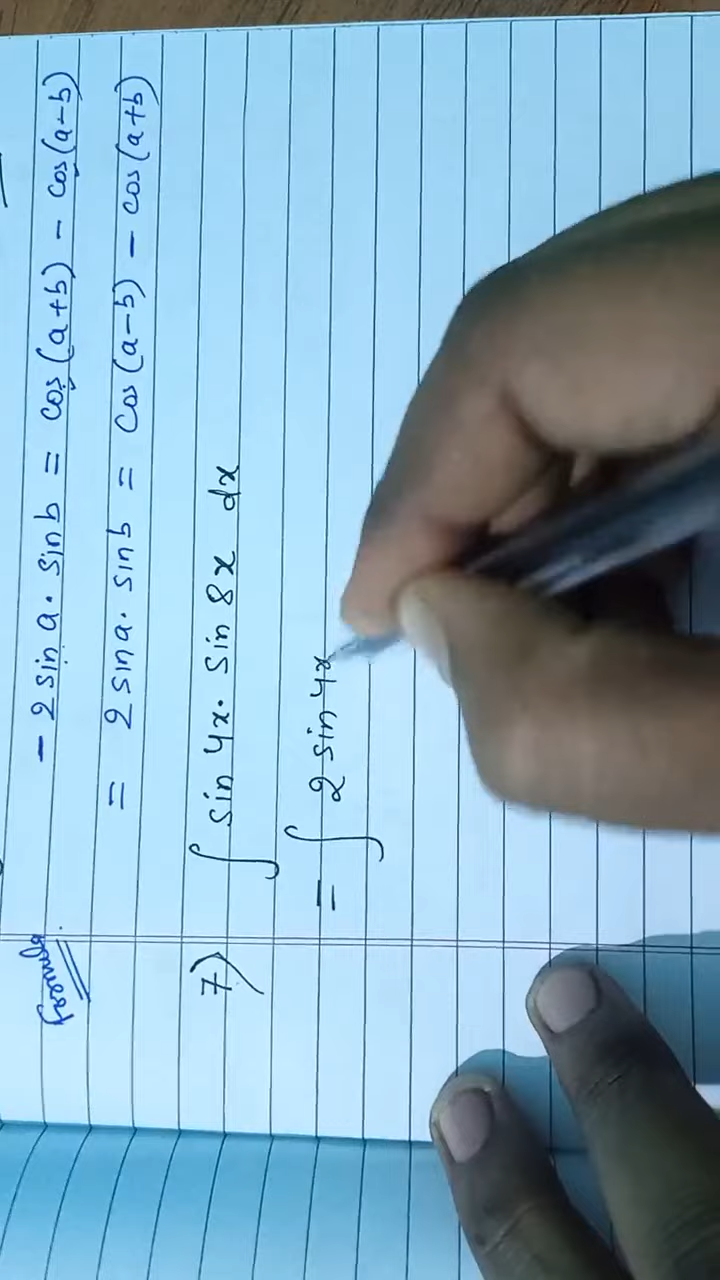 Formula - 2 sin a · sin b = cos (a+b) - cos (a-b)
= 2 sin a · sin b = cos (a-b) - cos (a+b)
7) ∫ sin 4x · sin 8x dx
= ∫ 2 sin 4x